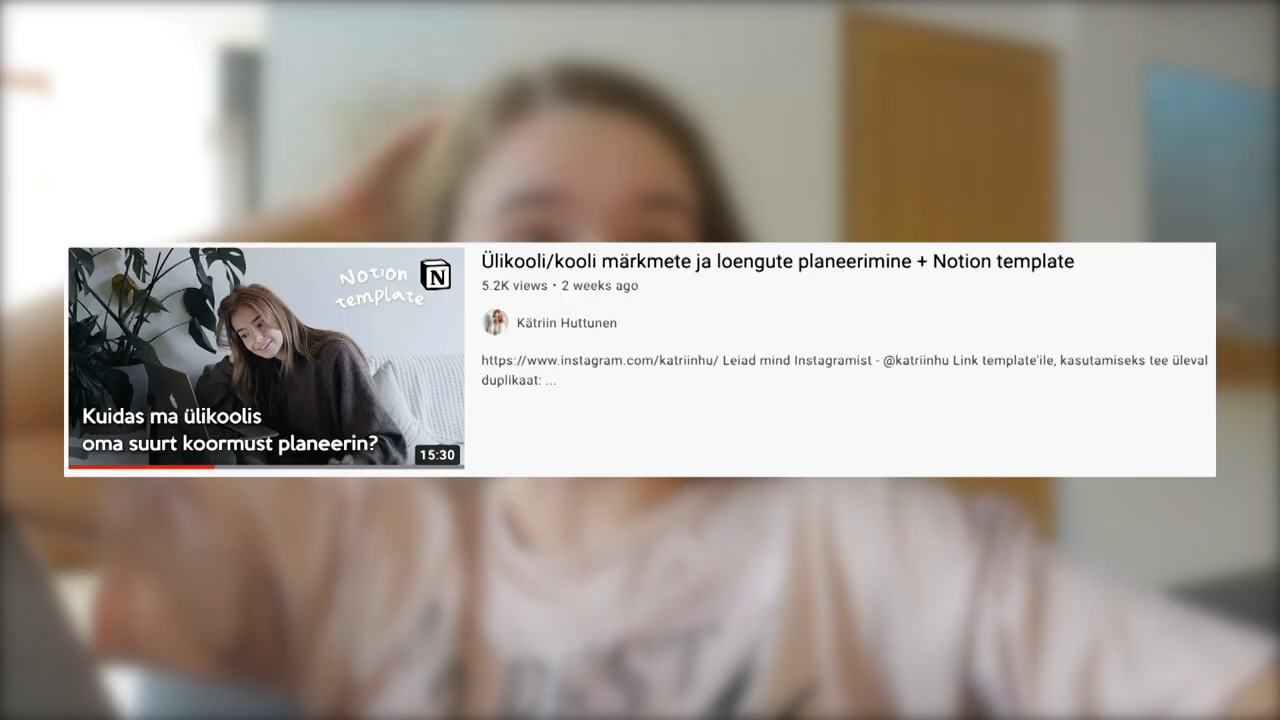 Notion
template
N
Kuidas ma ülikoolis
oma suurt koormust planeerin?
15:30
Ülikooli/kooli märkmete ja loengute planeerimine + Notion template
5.2K views • 2 weeks ago
Kätriin Huttunen
https://www.instagram.com/katriinhu/ Leiad mind Instagramist - @katriinhu Link template'ile, kasutamiseks tee üleval
duplikaat: ...